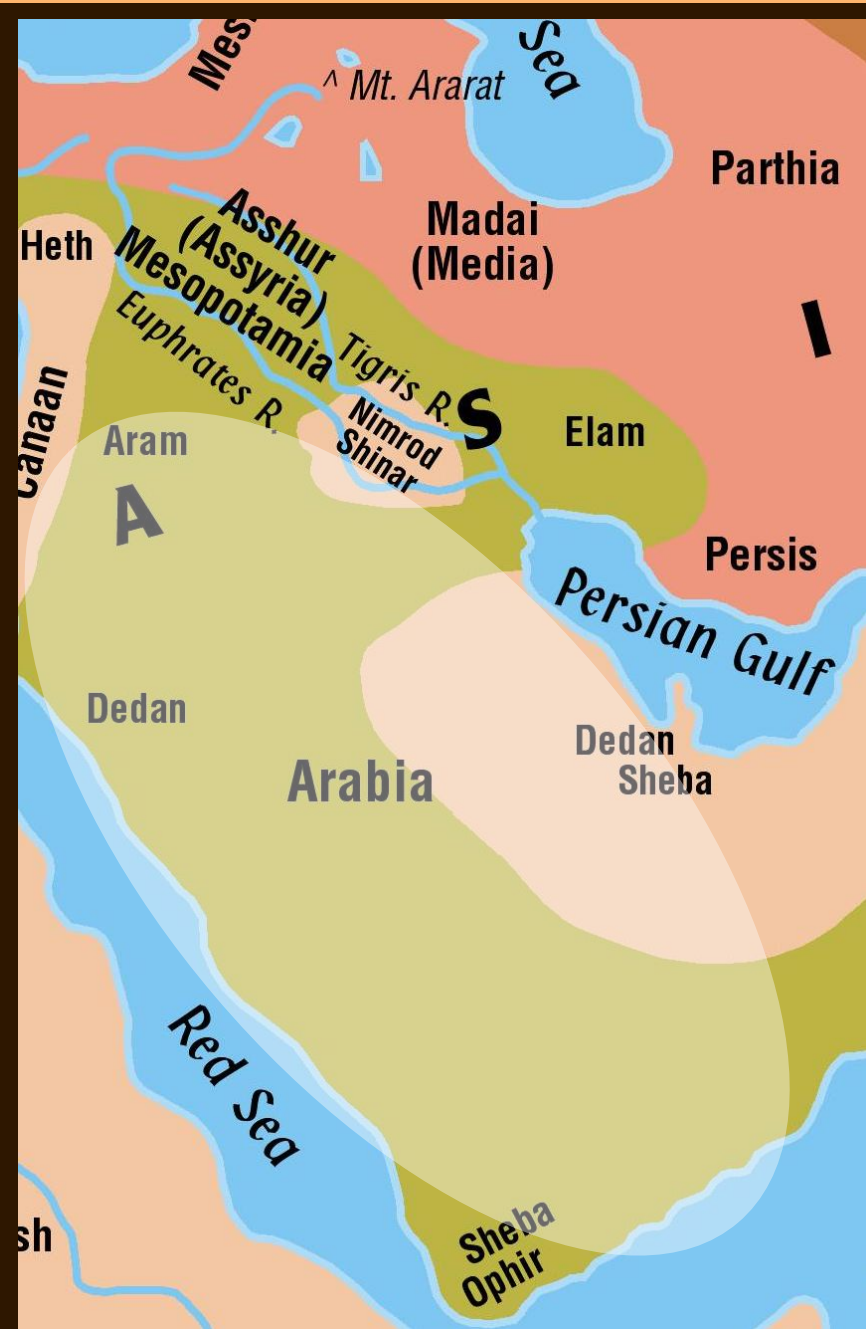 Mes
Sea
^ Mt. Ararat
Parthia
Asshur
(Assyria)
Mesopotamia
Madai
(Media)
Heth
I
Euphrates R.
Tigris R.
S
Canaan
Aram
Nimrod
Shinar
Elam
A
Persis
Persian Gulf
Dedan
Arabia
Dedan
Sheba
Red Sea
sh
Sheba
Ophir